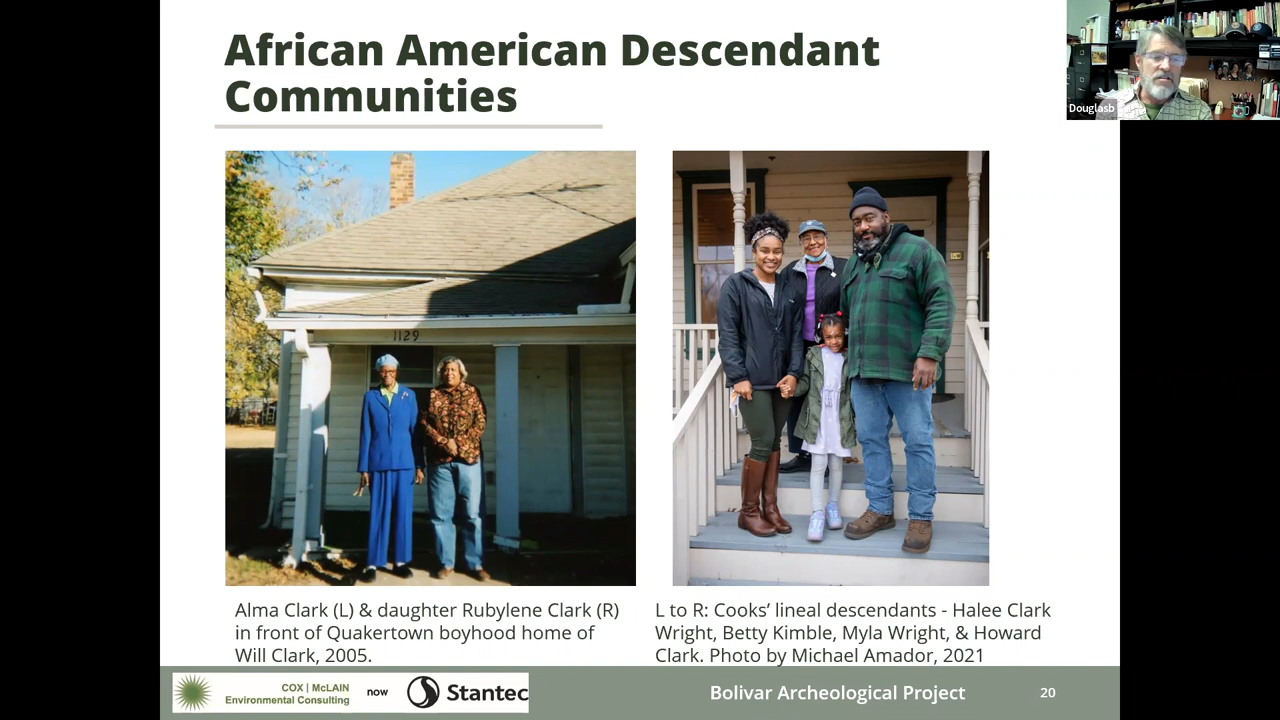 African American Descendant
Communities
Douglasb
1129
Alma Clark (L) & daughter Rubylene Clark (R)
in front of Quakertown boyhood home of
Will Clark, 2005.
L to R: Cooks’ lineal descendants - Halee Clark
Wright, Betty Kimble, Myla Wright, & Howard
Clark. Photo by Michael Amador, 2021
COX | McLAIN
Environmental Consulting
now
Stantec
Bolivar Archeological Project
20